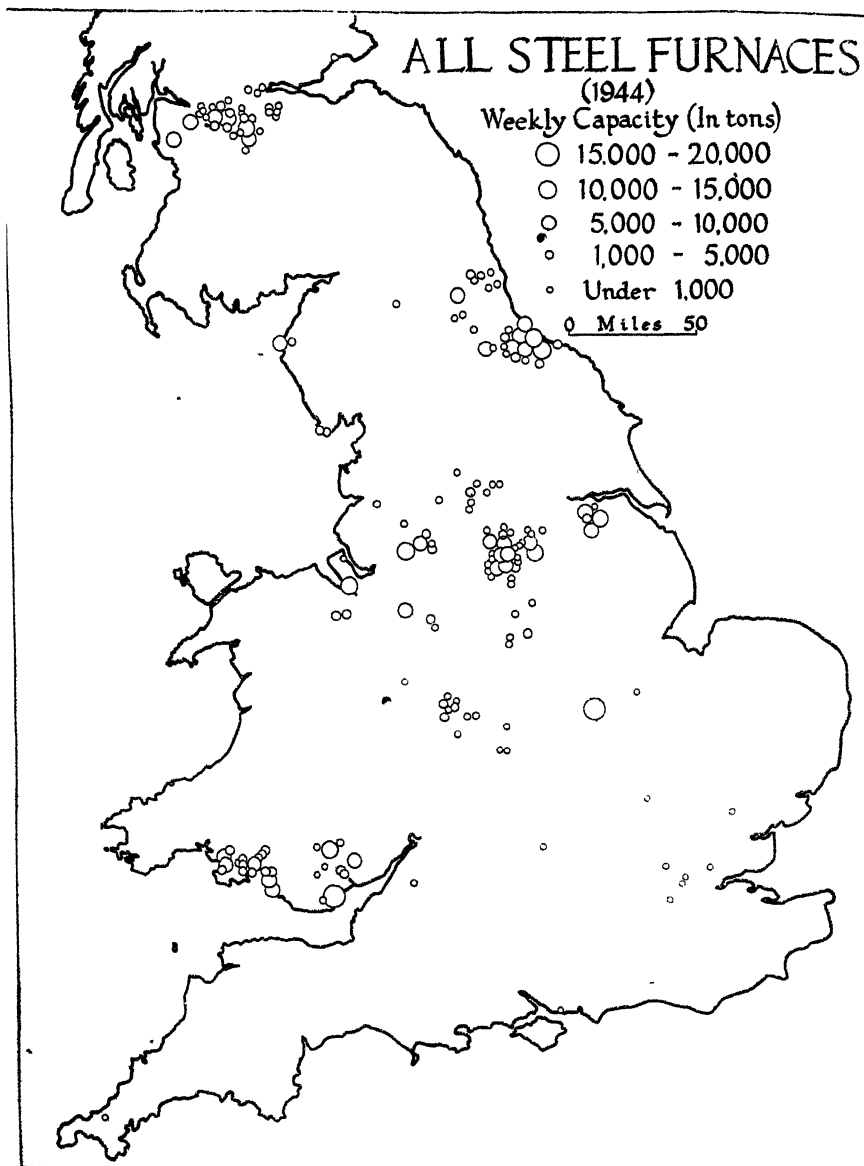 ALL STEEL FURNACES
(1944)
Weekly Capacity (In tons)
15,000 - 20,000
10,000 - 15,000
5,000 - 10,000
1,000 - 5,000
Under 1,000
0 Miles 50